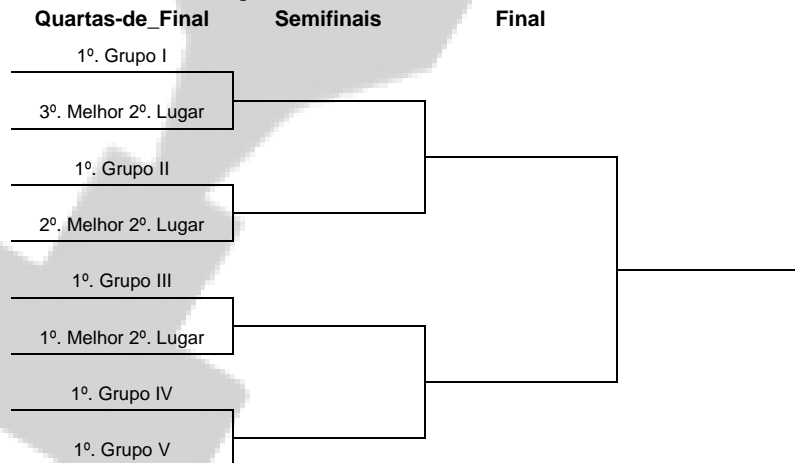 Quartas-de_Final Semifinais Final
1º. Grupo I
3º. Melhor 2º. Lugar
1º. Grupo II
2º. Melhor 2º. Lugar
1º. Grupo III
1º. Melhor 2º. Lugar
1º. Grupo IV
1º. Grupo V